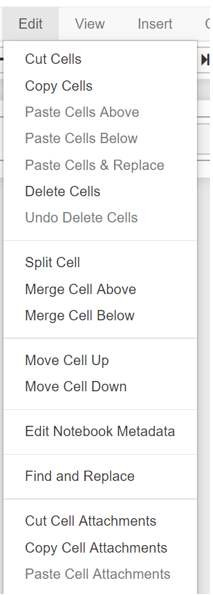 Edit View Insert
Cut Cells
Copy Cells
Paste Cells Above
Paste Cells Below
Paste Cells & Replace
Delete Cells
Undo Delete Cells
Split Cell
Merge Cell Above
Merge Cell Below
Move Cell Up
Move Cell Down
Edit Notebook Metadata
Find and Replace
Cut Cell Attachments
Copy Cell Attachments
Paste Cell Attachments